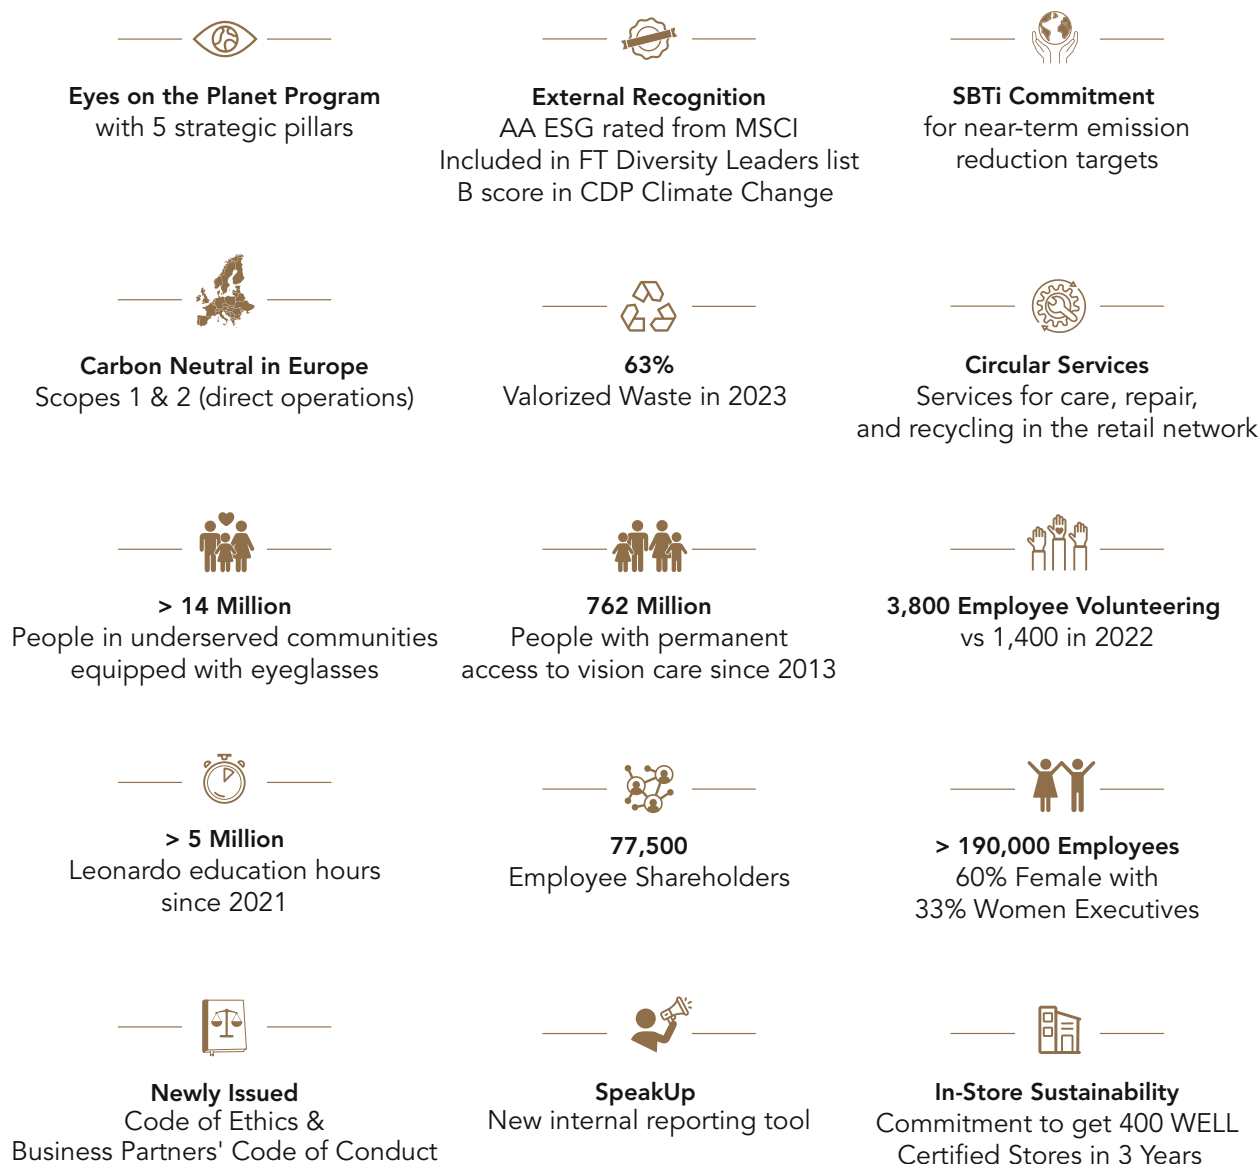 Eyes on the Planet Program
with 5 strategic pillars
External Recognition
AA ESG rated from MSCI
Included in FT Diversity Leaders list
B score in CDP Climate Change
SBTi Commitment
for near-term emission
reduction targets
Carbon Neutral in Europe
Scopes 1 & 2 (direct operations)
63%
Valorized Waste in 2023
Circular Services
Services for care, repair,
and recycling in the retail network
> 14 Million
People in underserved communities
equipped with eyeglasses
762 Million
People with permanent
access to vision care since 2013
3,800 Employee Volunteering
vs 1,400 in 2022
> 5 Million
Leonardo education hours
since 2021
77,500
Employee Shareholders
> 190,000 Employees
60% Female with
33% Women Executives
Newly Issued
Code of Ethics &
Business Partners' Code of Conduct
SpeakUp
New internal reporting tool
In-Store Sustainability
Commitment to get 400 WELL
Certified Stores in 3 Years